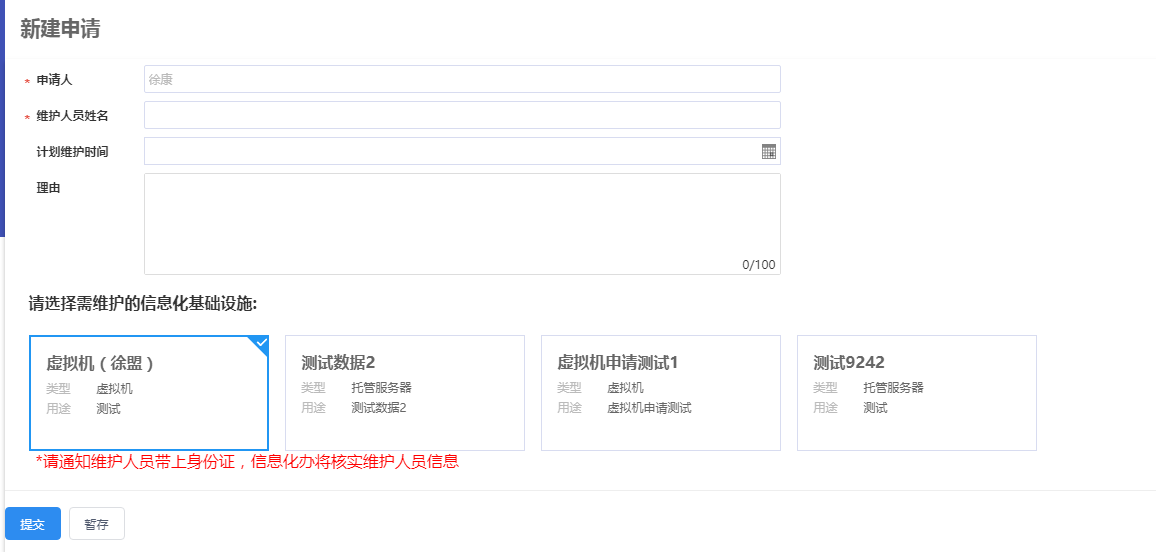 新建申请
* 申请人 徐康
* 维护人员姓名
计划维护时间
理由
0/100
请选择需维护的信息化基础设施:
虚拟机（徐盟）
类型 虚拟机
用途 测试
测试数据2
类型 托管服务器
用途 测试数据2
虚拟机申请测试1
类型 虚拟机
用途 虚拟机申请测试
测试9242
类型 托管服务器
用途 测试
*请通知维护人员带上身份证，信息化办将核实维护人员信息
提交 暂存